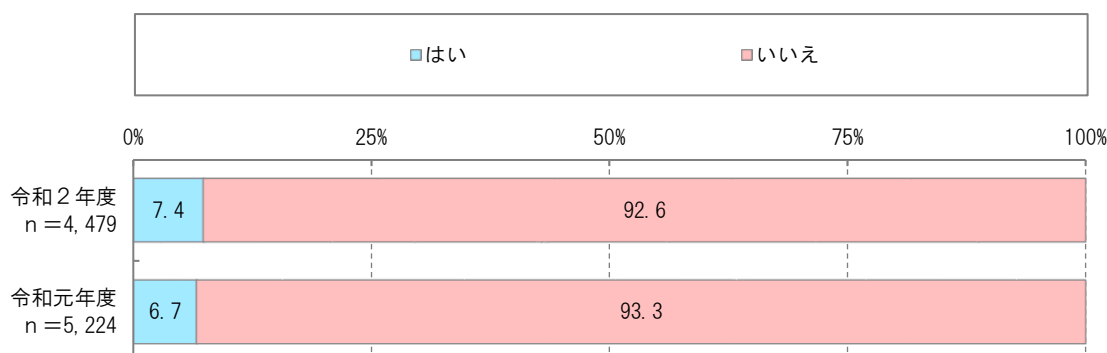 はい いいえ
0% 25% 50% 75% 100%
令和２年度
ｎ＝4,479
7.4 92.6
令和元年度
ｎ＝5,224
6.7 93.3